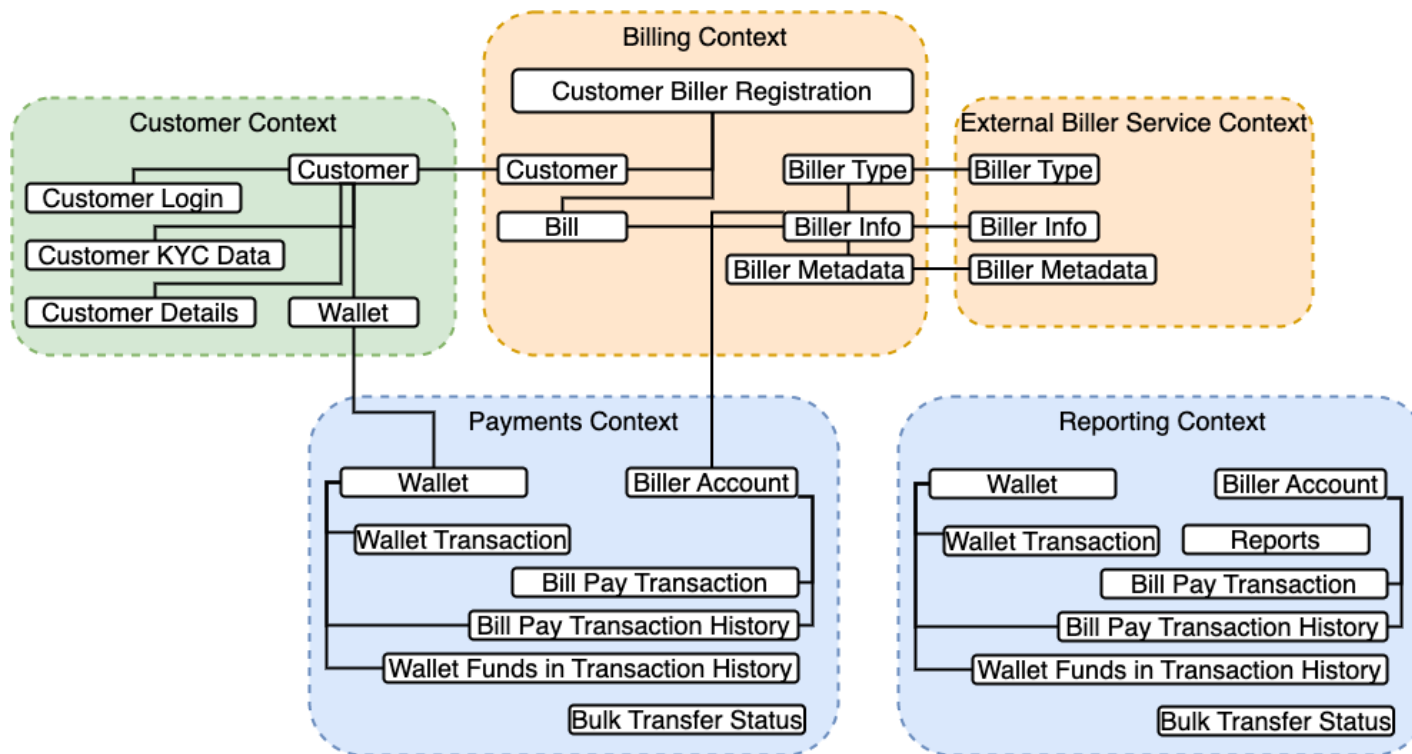 Billing Context
Customer Biller Registration
Customer Context
External Biller Service Context
Customer
Customer
Biller Type
Biller Type
Customer Login
Bill
Biller Info
Biller Info
Customer KYC Data
Biller Metadata
Biller Metadata
Customer Details
Wallet
Payments Context
Wallet
Biller Account
Wallet Transaction
Bill Pay Transaction
Bill Pay Transaction History
Wallet Funds in Transaction History
Bulk Transfer Status
Reporting Context
Wallet
Biller Account
Wallet Transaction
Reports
Bill Pay Transaction
Bill Pay Transaction History
Wallet Funds in Transaction History
Bulk Transfer Status